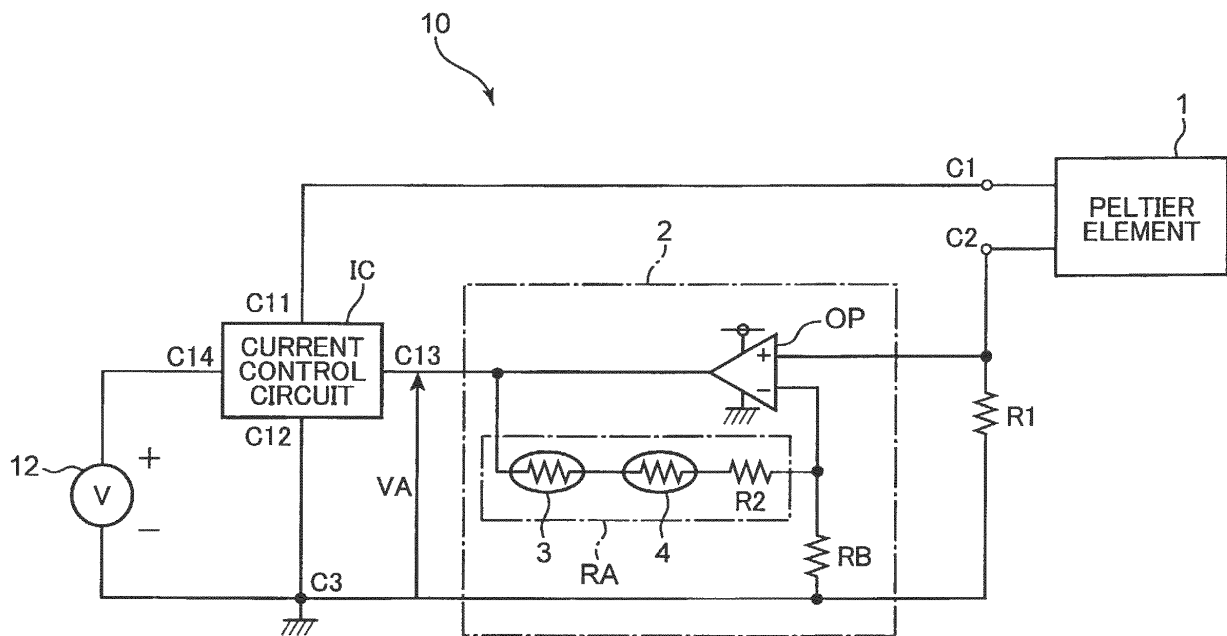 10
1
C1
PELTIER
ELEMENT
C2
2
IC
C11
OP
+
C14
CURRENT
CONTROL
CIRCUIT
C13
−
R1
C12
12
+
V
−
VA
R2
3
4
RA
RB
C3